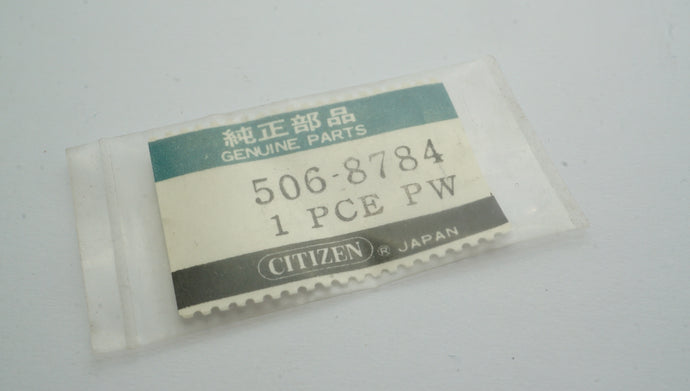 純正部品
GENUINE PARTS
506-8784
1 PCE PW
CITIZEN ® JAPAN